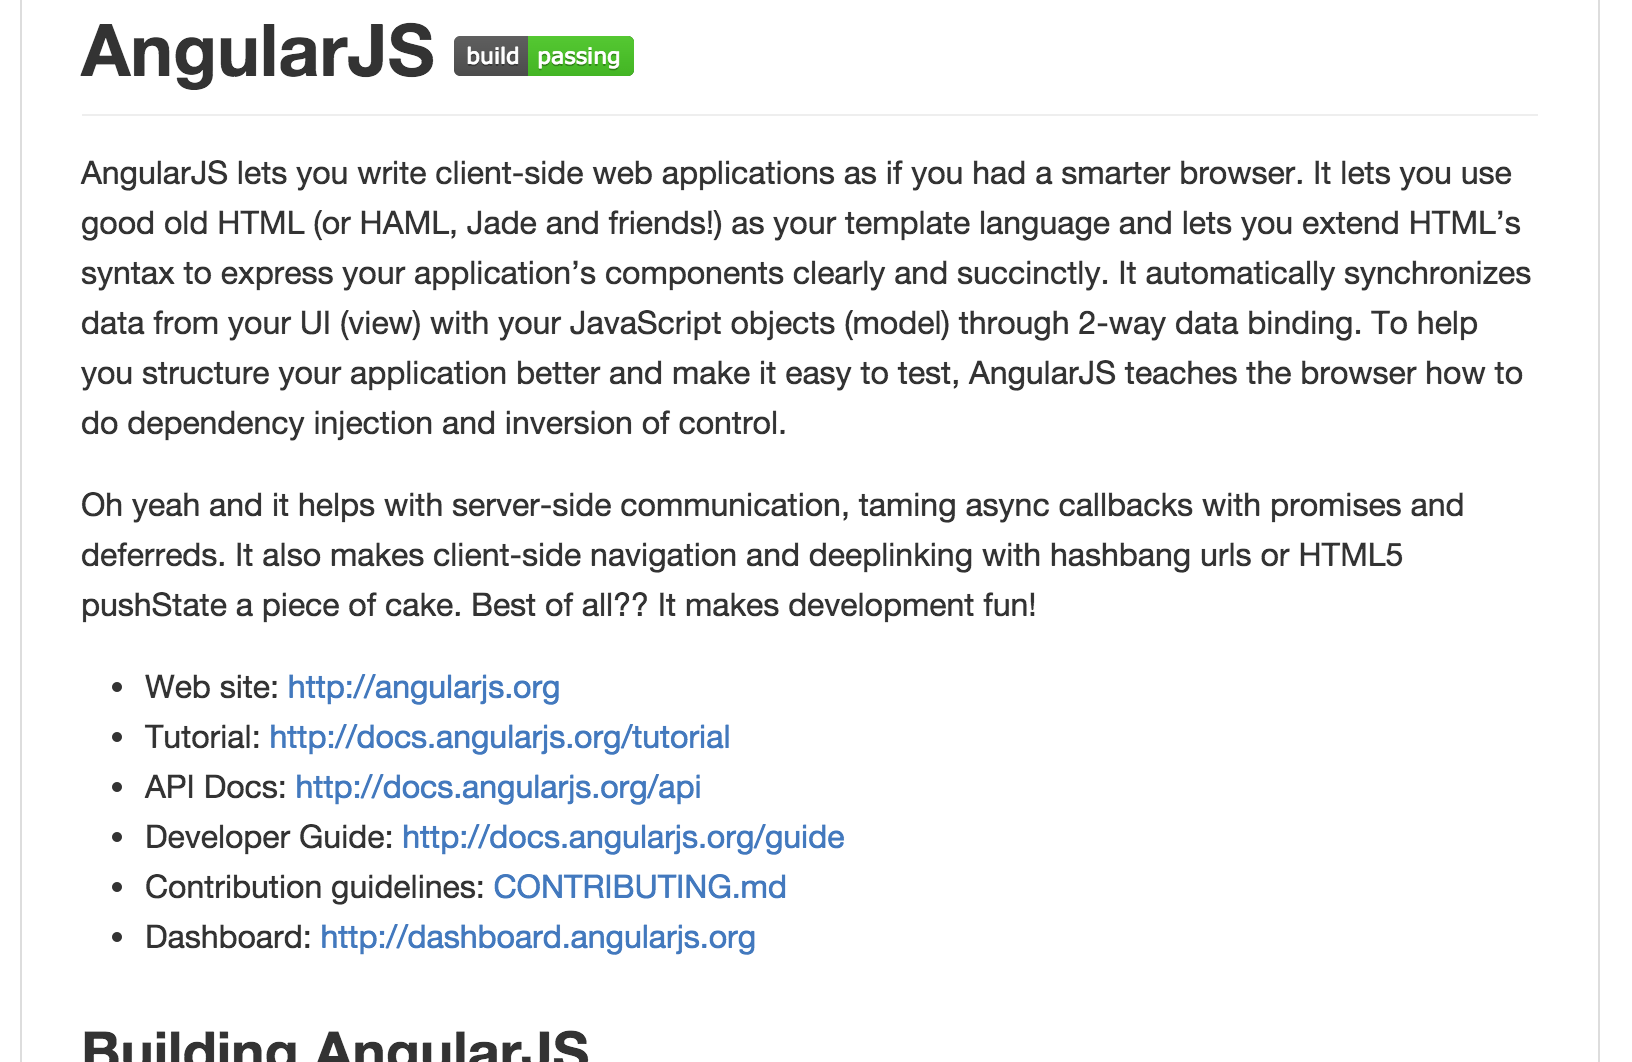 AngularJS build passing
AngularJS lets you write client-side web applications as if you had a smarter browser. It lets you use
good old HTML (or HAML, Jade and friends!) as your template language and lets you extend HTML’s
syntax to express your application’s components clearly and succinctly. It automatically synchronizes
data from your UI (view) with your JavaScript objects (model) through 2-way data binding. To help
you structure your application better and make it easy to test, AngularJS teaches the browser how to
do dependency injection and inversion of control.
Oh yeah and it helps with server-side communication, taming async callbacks with promises and
deferreds. It also makes client-side navigation and deeplinking with hashbang urls or HTML5
pushState a piece of cake. Best of all?? It makes development fun!
• Web site: http://angularjs.org
• Tutorial: http://docs.angularjs.org/tutorial
• API Docs: http://docs.angularjs.org/api
• Developer Guide: http://docs.angularjs.org/guide
• Contribution guidelines: CONTRIBUTING.md
• Dashboard: http://dashboard.angularjs.org
Building AngularJS